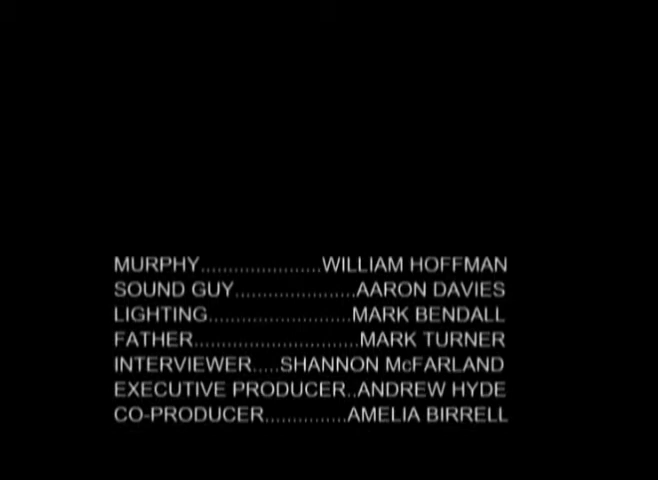 MURPHY......................WILLIAM HOFFMAN
SOUND GUY......................AARON DAVIES
LIGHTING..........................MARK BENDALL
FATHER..............................MARK TURNER
INTERVIEWER.....SHANNON McFARLAND
EXECUTIVE PRODUCER..ANDREW HYDE
CO-PRODUCER...............AMELIA BIRRELL